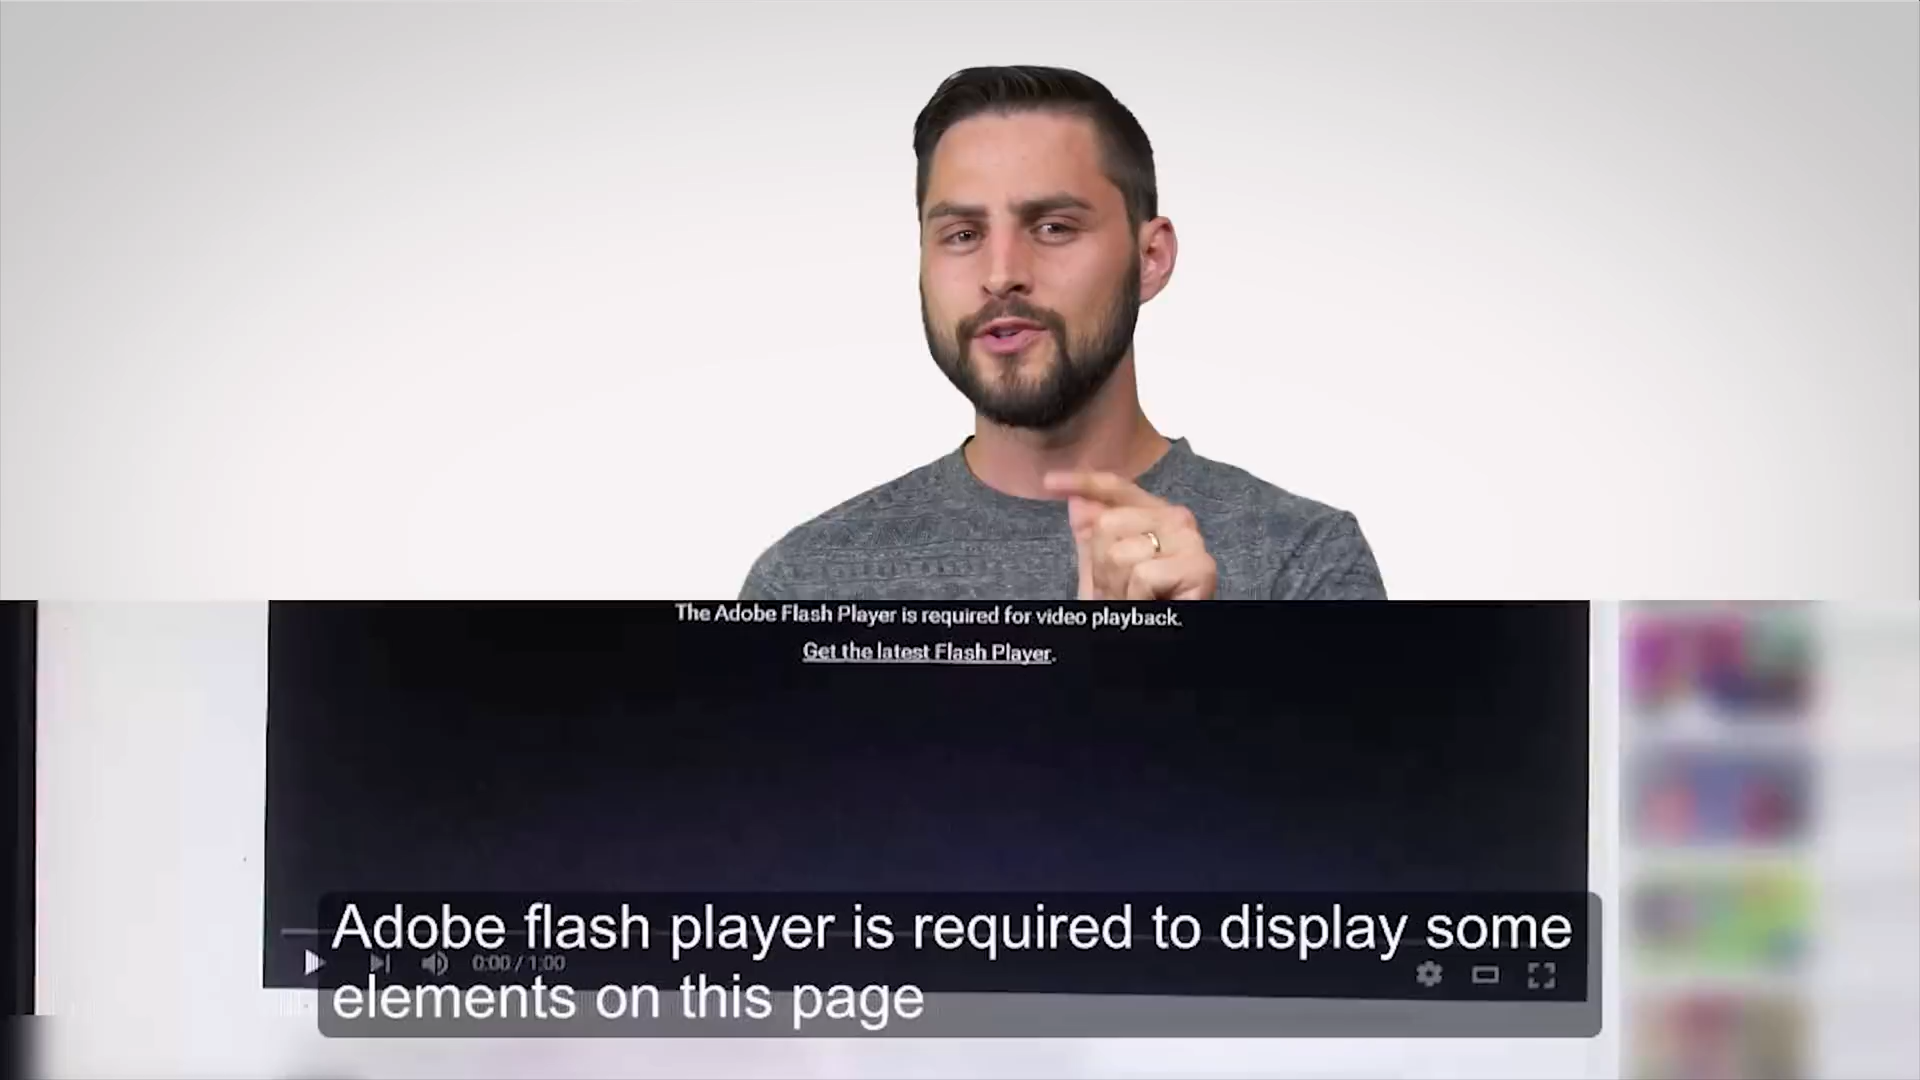 The Adobe Flash Player is required for video playback.
Get the latest Flash Player.
Adobe flash player is required to display some
0:00 / 1:00
elements on this page